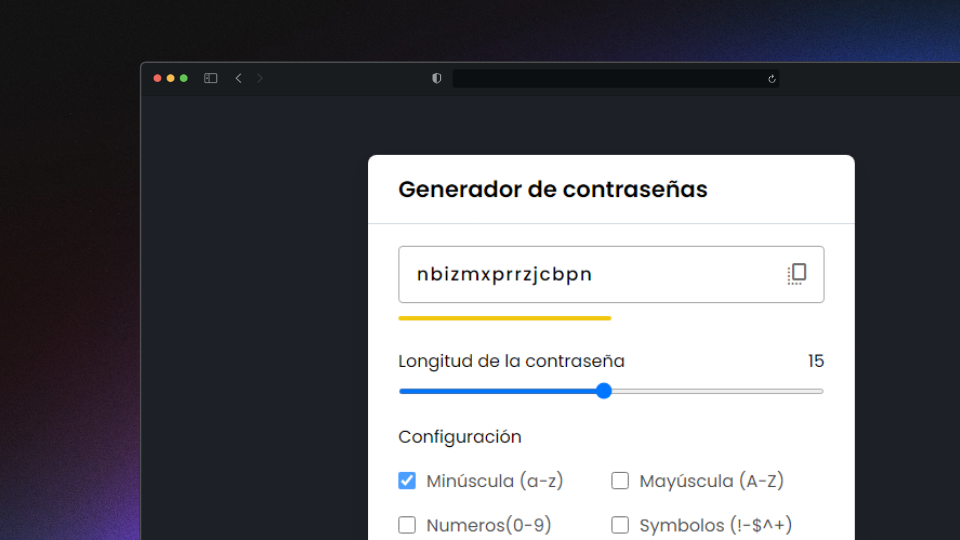 Generador de contraseñas
nbizmxprrzjcbpn
Longitud de la contraseña 15
Configuración
Minúscula (a-z) Mayúscula (A-Z)
Numeros(0-9) Symbolos (!-$^+)